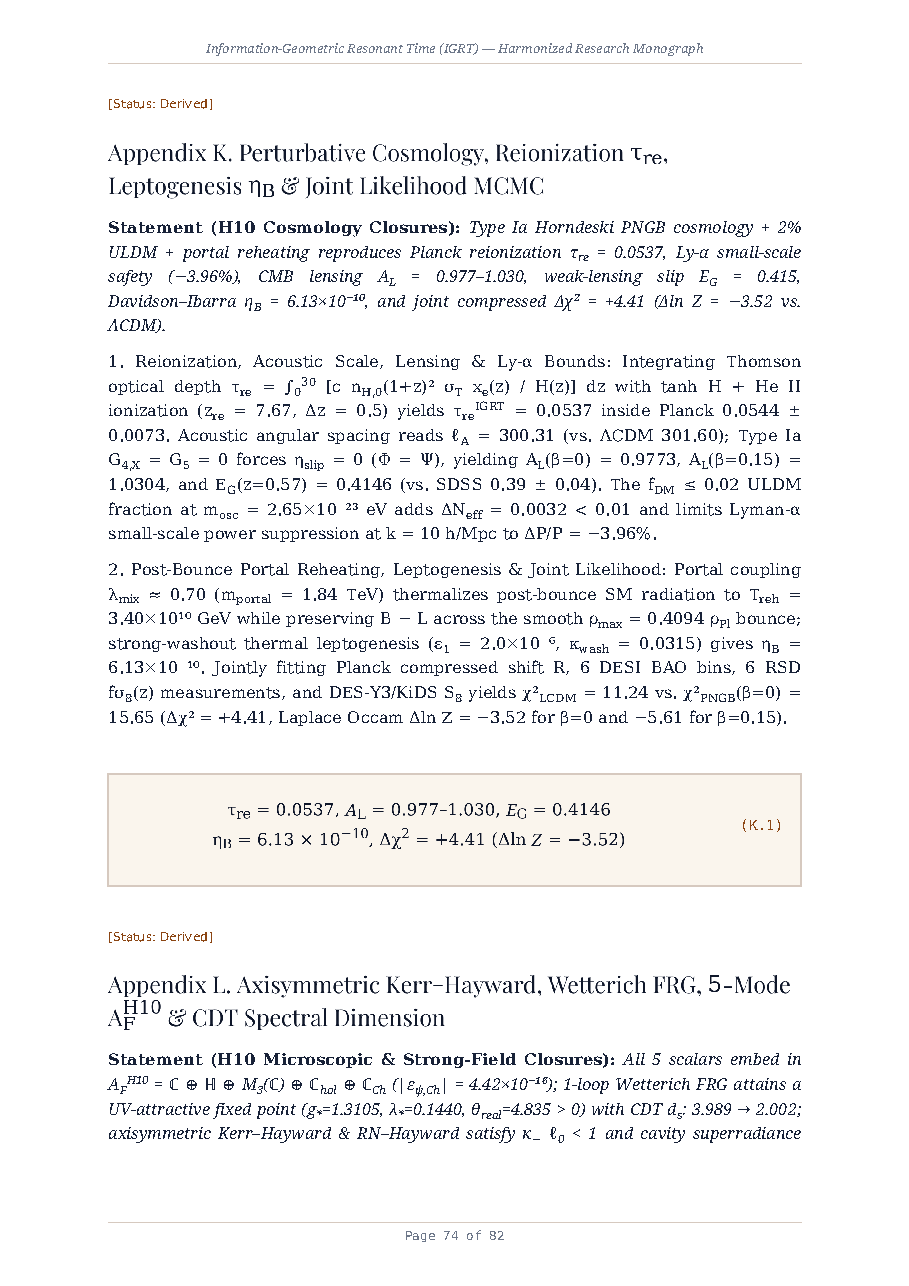 Information-Geometric Resonant Time (IGRT) — Harmonized Research Monograph
[Status: Derived]
Appendix K. Perturbative Cosmology, Reionization τre,
Leptogenesis ηB & Joint Likelihood MCMC
Statement (H10 Cosmology Closures): Type Ia Horndeski PNGB cosmology + 2%
ULDM + portal reheating reproduces Planck reionization τre = 0.0537, Ly-α small-scale
safety (−3.96%), CMB lensing AL = 0.977–1.030, weak-lensing slip EG = 0.415,
Davidson–Ibarra ηB = 6.13×10⁻¹⁰, and joint compressed Δχ² = +4.41 (Δln Z = −3.52 vs.
ΛCDM).
1. Reionization, Acoustic Scale, Lensing & Ly-α Bounds: Integrating Thomson
optical depth τre = ∫₀³⁰ [c nH,0(1+z)² σT xe(z) / H(z)] dz with tanh H + He II
ionization (zre = 7.67, Δz = 0.5) yields τreIGRT = 0.0537 inside Planck 0.0544 ±
0.0073. Acoustic angular spacing reads ℓA = 300.31 (vs. ΛCDM 301.60); Type Ia
G4,X = G5 = 0 forces ηslip = 0 (Φ = Ψ), yielding AL(β=0) = 0.9773, AL(β=0.15) =
1.0304, and EG(z=0.57) = 0.4146 (vs. SDSS 0.39 ± 0.04). The fDM ≤ 0.02 ULDM
fraction at mosc = 2.65×10 ²³ eV adds ΔNeff = 0.0032 < 0.01 and limits Lyman-α
small-scale power suppression at k = 10 h/Mpc to ΔP/P = −3.96%.
2. Post-Bounce Portal Reheating, Leptogenesis & Joint Likelihood: Portal coupling
λmix ≈ 0.70 (mportal = 1.84 TeV) thermalizes post-bounce SM radiation to Treh =
3.40×10¹⁰ GeV while preserving B − L across the smooth ρmax = 0.4094 ρPl bounce;
strong-washout thermal leptogenesis (ε1 = 2.0×10 ⁶, κwash = 0.0315) gives ηB =
6.13×10 ¹⁰. Jointly fitting Planck compressed shift R, 6 DESI BAO bins, 6 RSD
fσ8(z) measurements, and DES-Y3/KiDS S8 yields χ²LCDM = 11.24 vs. χ²PNGB(β=0) =
15.65 (Δχ² = +4.41, Laplace Occam Δln Z = −3.52 for β=0 and −5.61 for β=0.15).
τre = 0.0537, AL = 0.977–1.030, EG = 0.4146
ηB = 6.13 × 10⁻¹⁰, Δχ² = +4.41 (Δln Z = −3.52)
(K.1)
[Status: Derived]
Appendix L. Axisymmetric Kerr–Hayward, Wetterich FRG, 5-Mode
AFH10 & CDT Spectral Dimension
Statement (H10 Microscopic & Strong-Field Closures): All 5 scalars embed in
AFH10 = ℂ ⊕ ℍ ⊕ M3(ℂ) ⊕ ℂhol ⊕ ℂCh (|εψ,Ch| = 4.42×10⁻¹⁶); 1-loop Wetterich FRG attains a
UV-attractive fixed point (g*=1.3105, λ*=0.1440, θreal=4.835 > 0) with CDT ds: 3.989 → 2.002;
axisymmetric Kerr–Hayward & RN–Hayward satisfy κ₋ ℓ0 < 1 and cavity superradiance
Page 74 of 82